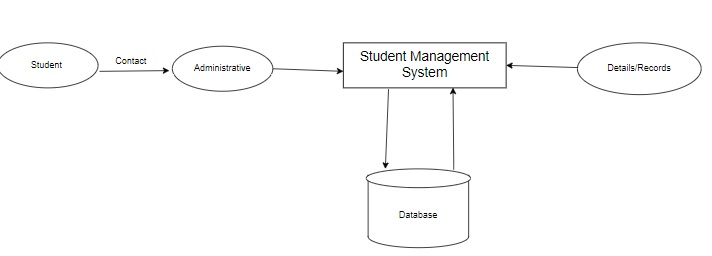 Student
Contact
Administrative
Student Management
System
Details/Records
Database